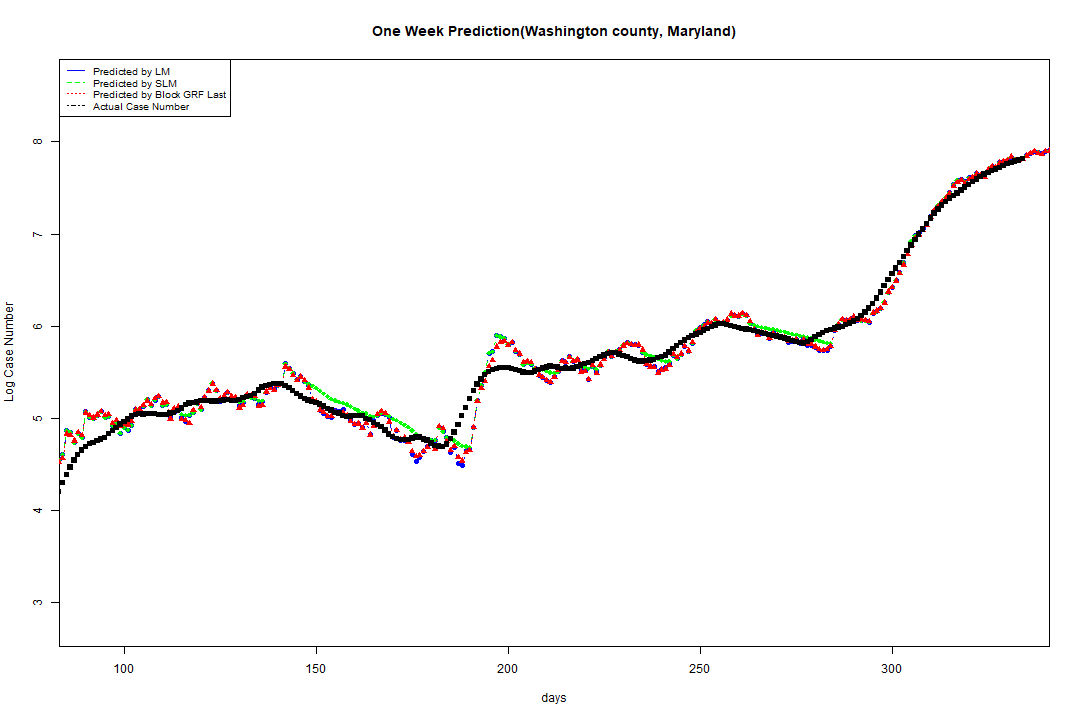 One Week Prediction(Washington county, Maryland)
Predicted by LM
Predicted by SLM
Predicted by Block GRF Last
Actual Case Number
8
7
6
5
4
3
Log Case Number
100 150 200 250 300
days